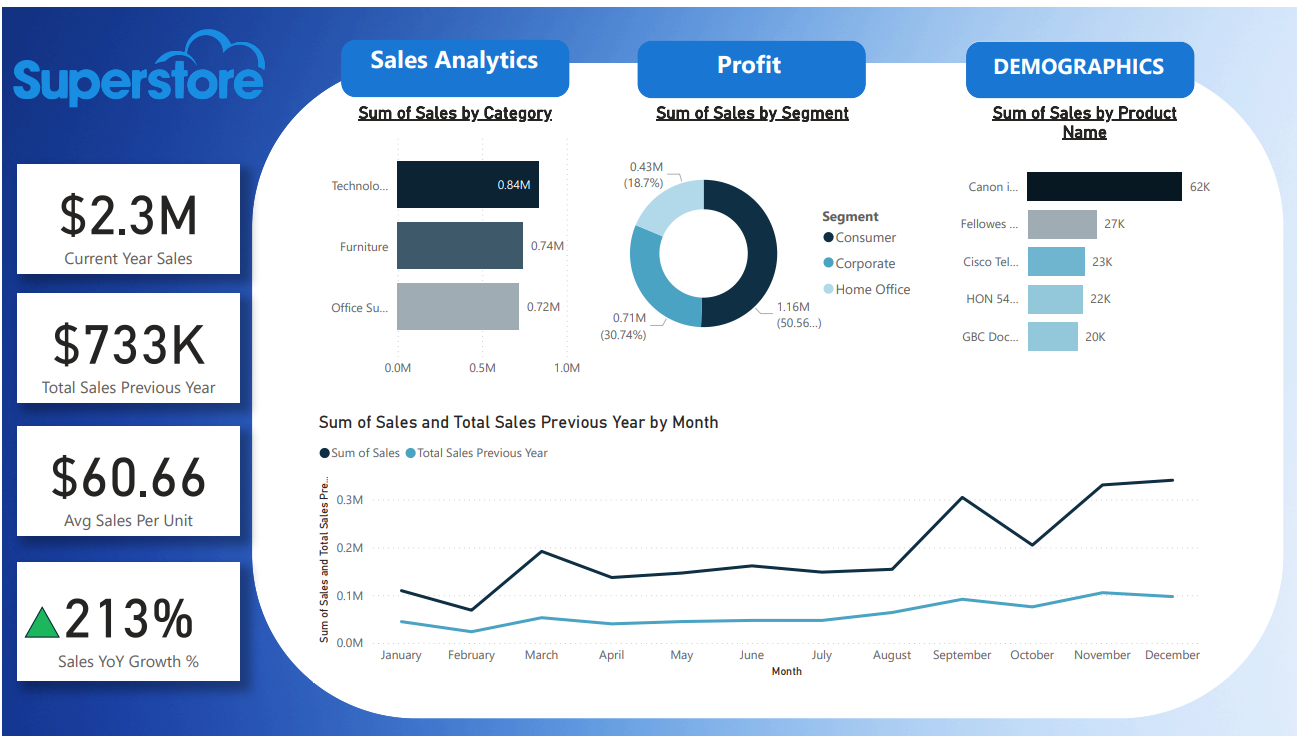 Superstore
Sales Analytics
Profit
DEMOGRAPHICS
$2.3M
Current Year Sales
$733K
Total Sales Previous Year
$60.66
Avg Sales Per Unit
213%
Sales YoY Growth %
Sum of Sales by Category
Technolo...
0.84M
Furniture
0.74M
Office Su...
0.72M
0.0M 0.5M 1.0M
Sum of Sales by Segment
0.43M
(18.7%)
0.71M
(30.74%)
1.16M
(50.56...)
Segment
Consumer
Corporate
Home Office
Sum of Sales by Product
Name
Canon i...
62K
Fellowes ...
27K
Cisco Tel...
23K
HON 54...
22K
GBC Doc...
20K
Sum of Sales and Total Sales Previous Year by Month
Sum of Sales Total Sales Previous Year
Sum of Sales and Total Sales Pre...
0.3M
0.2M
0.1M
0.0M
January February March April May June July August September October November December
Month